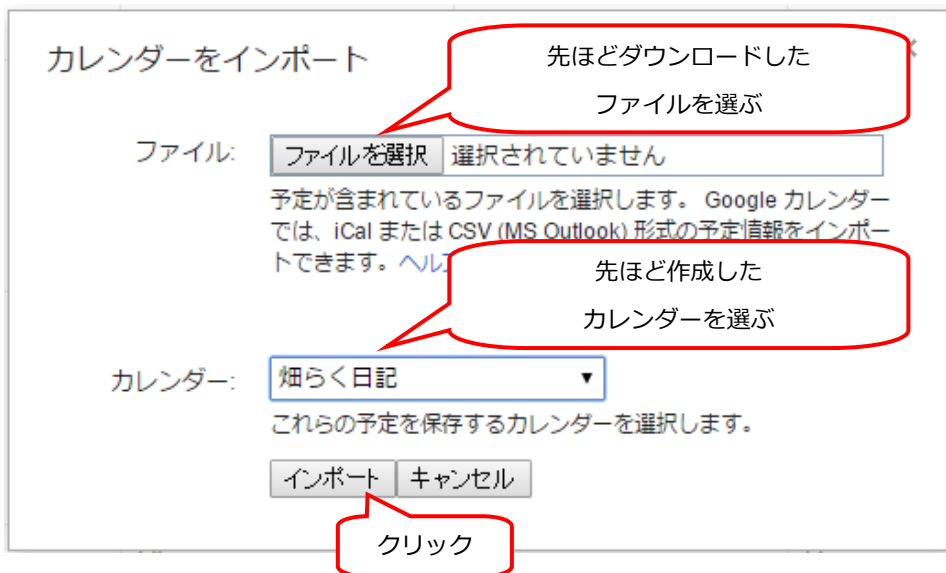 カレンダーをインポート
先ほどダウンロードした
ファイルを選ぶ
ファイル:
ファイルを選択 選択されていません
予定が含まれているファイルを選択します。 Google カレンダー
では、iCal または CSV (MS Outlook) 形式の予定情報をインポー
トできます。ヘル
先ほど作成した
カレンダーを選ぶ
カレンダー: 畑らく日記
これらの予定を保存するカレンダーを選択します。
インポート キャンセル
クリック